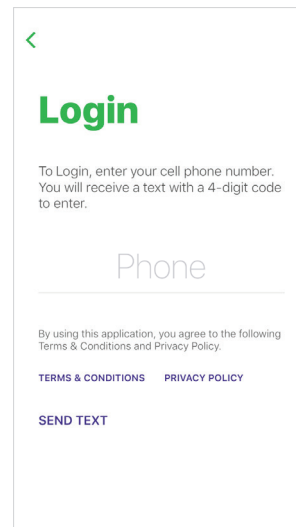 Login
To Login, enter your cell phone number.
You will receive a text with a 4-digit code
to enter.
Phone
By using this application, you agree to the following
Terms & Conditions and Privacy Policy.
TERMS & CONDITIONS PRIVACY POLICY
SEND TEXT